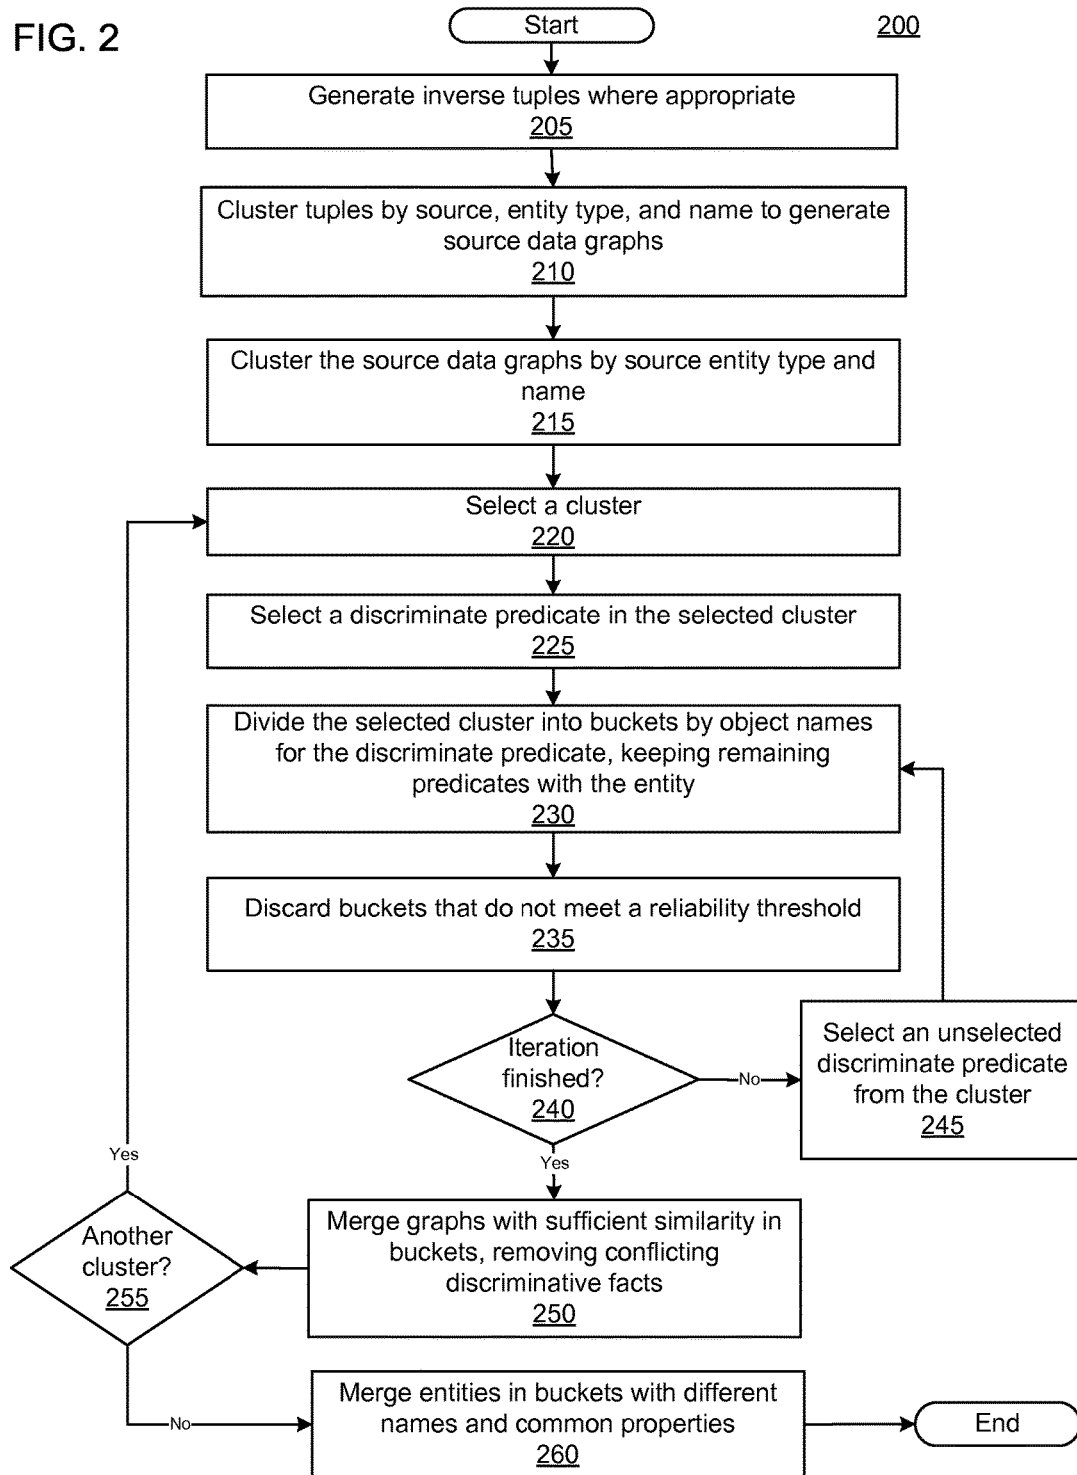 FIG. 2
Start
200
Generate inverse tuples where appropriate
205
Cluster tuples by source, entity type, and name to generate
source data graphs
210
Cluster the source data graphs by source entity type and
name
215
Select a cluster
220
Select a discriminate predicate in the selected cluster
225
Divide the selected cluster into buckets by object names
for the discriminate predicate, keeping remaining
predicates with the entity
230
Discard buckets that do not meet a reliability threshold
235
Iteration
finished?
240
No
Select an unselected
discriminate predicate
from the cluster
245
Yes
Yes
Merge graphs with sufficient similarity in
buckets, removing conflicting
discriminative facts
250
Another
cluster?
255
No
Merge entities in buckets with different
names and common properties
260
End